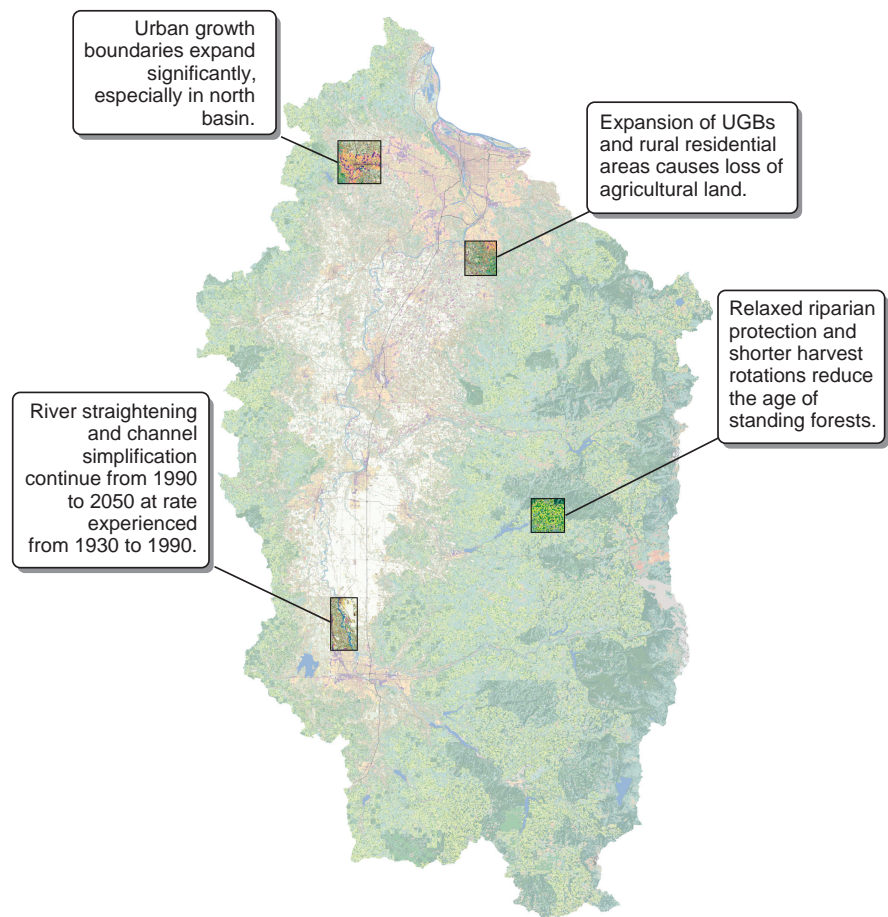 Urban growth
boundaries expand
significantly,
especially in north
basin.
Expansion of UGBs
and rural residential
areas causes loss of
agricultural land.
Relaxed riparian
protection and
shorter harvest
rotations reduce
the age of
standing forests.
River straightening
and channel
simplification
continue from 1990
to 2050 at rate
experienced
from 1930 to 1990.